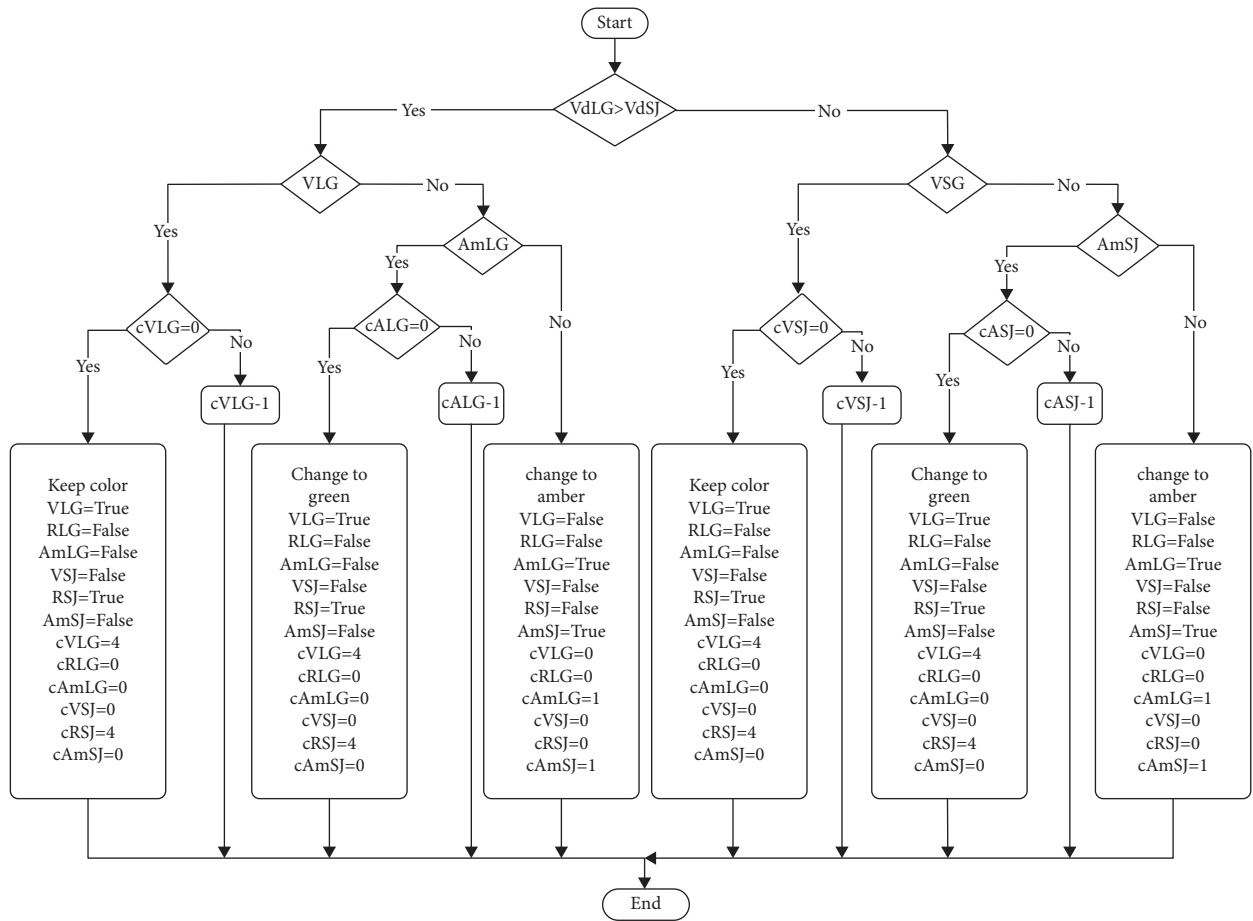 Start
VdLG>VdSJ
Yes
No
VLG
No
Yes
VSG
No
Yes
AmLG
Yes
No
AmSJ
Yes
No
cVLG=0
Yes
No
cALG=0
Yes
No
cVSJ=0
Yes
No
cASJ=0
Yes
No
cVLG-1
cALG-1
cVSJ-1
cASJ-1
Keep color
VLG=True
RLG=False
AmLG=False
VSJ=False
RSJ=True
AmSJ=False
cVLG=4
cRLG=0
cAmLG=0
cVSJ=0
cRSJ=4
cAmSJ=0
Change to
green
VLG=True
RLG=False
AmLG=False
VSJ=False
RSJ=True
AmSJ=False
cVLG=4
cRLG=0
cAmLG=0
cVSJ=0
cRSJ=4
cAmSJ=0
change to
amber
VLG=False
RLG=False
AmLG=True
VSJ=False
RSJ=False
AmSJ=True
cVLG=0
cRLG=0
cAmLG=1
cVSJ=0
cRSJ=0
cAmSJ=1
Keep color
VLG=True
RLG=False
AmLG=False
VSJ=False
RSJ=True
AmSJ=False
cVLG=4
cRLG=0
cAmLG=0
cVSJ=0
cRSJ=4
cAmSJ=0
Change to
green
VLG=True
RLG=False
AmLG=False
VSJ=False
RSJ=True
AmSJ=False
cVLG=4
cRLG=0
cAmLG=0
cVSJ=0
cRSJ=4
cAmSJ=0
change to
amber
VLG=False
RLG=False
AmLG=True
VSJ=False
RSJ=False
AmSJ=True
cVLG=0
cRLG=0
cAmLG=1
cVSJ=0
cRSJ=0
cAmSJ=1
End